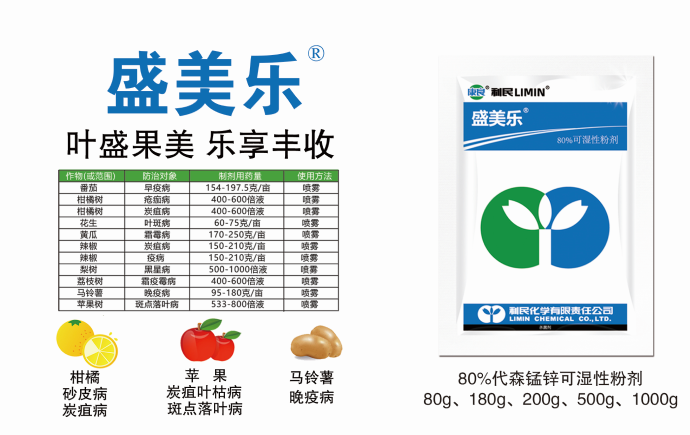 盛美乐®
叶盛果美 乐享丰收
作物(或范围) 防治对象 制剂用药量 使用方法
番茄 早疫病 154-197.5克/亩 喷雾
柑橘树 疮痂病 400-600倍液 喷雾
柑橘树 炭疽病 400-600倍液 喷雾
花生 叶斑病 60-75克/亩 喷雾
黄瓜 霜霉病 170-250克/亩 喷雾
辣椒 炭疽病 150-210克/亩 喷雾
辣椒 疫病 150-210克/亩 喷雾
梨树 黑星病 500-1000倍液 喷雾
荔枝树 霜疫霉病 400-600倍液 喷雾
马铃薯 晚疫病 95-180克/亩 喷雾
苹果树 斑点落叶病 533-800倍液 喷雾
柑橘
砂皮病
炭疽病
苹 果
炭疽叶枯病
斑点落叶病
马铃薯
晚疫病
利民LIMIN®
盛美乐®
80%可湿性粉剂
利民化学有限责任公司
LIMIN CHEMICAL CO.,LTD.
杀菌剂
80%代森锰锌可湿性粉剂
80g、180g、200g、500g、1000g